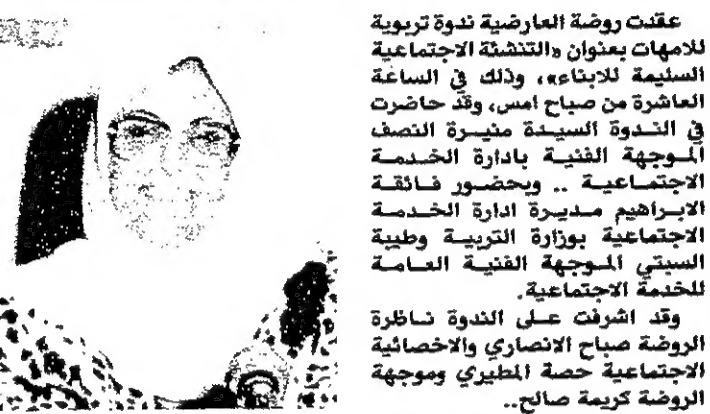 عقدت روضة العارضية ندوة تربوية
للامهات بعنوان «التنشئة الاجتماعية
السليمة للابناء»، وذلك في الساعة
العاشرة من صباح امس، وقد حاضرت
في الندوة السيدة منيرة النصف
الموجهة الفنية بادارة الخدمة
الاجتماعية .. وبحضور فائقة
الابراهيم مديرة ادارة الخدمة
الاجتماعية بوزارة التربية وطيبة
السبتي الموجهة الفنية العامة
للخدمة الاجتماعية.
وقد اشرفت على الندوة ناظرة
الروضة صباح الانصاري والاخصائية
الاجتماعية حصة المطيري وموجهة
الروضة كريمة صالح..